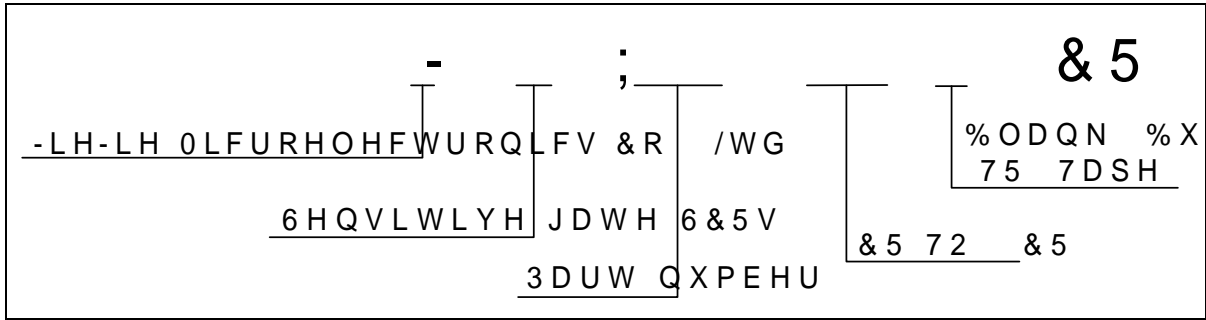 - ; &5
-LH-LH 0LFURHOHFWURQLFV &R /WG
%ODQN %X
75 7DSH
6HQVLWLYH JDWH 6&5V
&5 72 &5
3DUW QXPEHU